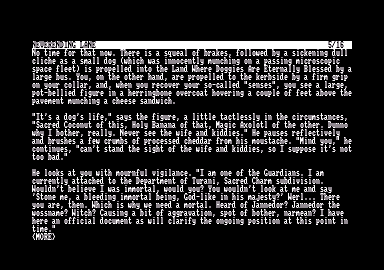 NEVERENDING LANE 5/16
No time for that now. There is a squeal of brakes, followed by a sickening dull
cliche as a small dog (which was innocently munching on a passing microscopic
space fleet) is propelled into the Land Where Doggies Are Eternally Blessed by a
large bus. You, on the other hand, are propelled to the kerbside by a firm grip
on your collar, and, when you recover your so-called "senses", you see a large,
pot-bellied figure in a herringbone overcoat hovering a couple of feet above the
pavement munching a cheese sandwich.
"It's a dog's life," says the figure, a little tactlessly in the circumstances,
"Sacred Coconut of this, Holy Banana of that, Magic Axolotl of the other. Dunno
why I bother, really. Never see the wife and kiddies." He pauses reflectively
and brushes a few crumbs of processed cheddar from his moustache. "Mind you," he
continues, "can't stand the sight of the wife and kiddies, so I suppose it's not
too bad."
He looks at you with mournful vigilance. "I am one of the Guardians. I am
currently attached to the Department of Turani, Sacred Charm subdivision.
Wouldn't believe I was immortal, would you? You wouldn't look at me and say
'Stone me, a bleeding immortal being, God-like in his majesty?' Werl... There
you are, then. Which is why we need a mortal. Heard of Jannedor? Jannedor the
wossname? Witch? Causing a bit of aggravation, spot of bother, narmean? I have
here an official document as will clarify the ongoing situation at this point in
time."
(MORE)